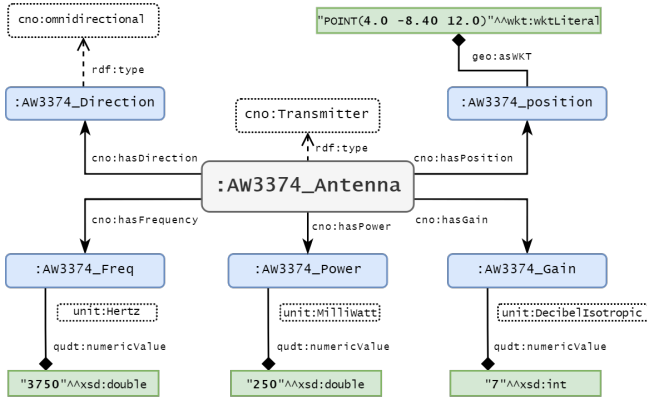 cno:omnidirectional
"POINT(4.0 -8.40 12.0)"^^wkt:wktLiteral
rdf:type
geo:asWKT
:AW3374_Direction
:AW3374_position
cno:Transmitter
cno:hasDirection
rdf:type
cno:hasPosition
:AW3374_Antenna
cno:hasFrequency
cno:hasPower
cno:hasGain
:AW3374_Freq
:AW3374_Power
:AW3374_Gain
unit:Hertz
unit:MilliWatt
unit:DecibelIsotropic
qudt:numericValue
qudt:numericValue
qudt:numericValue
"3750"^^xsd:double
"250"^^xsd:double
"7"^^xsd:int